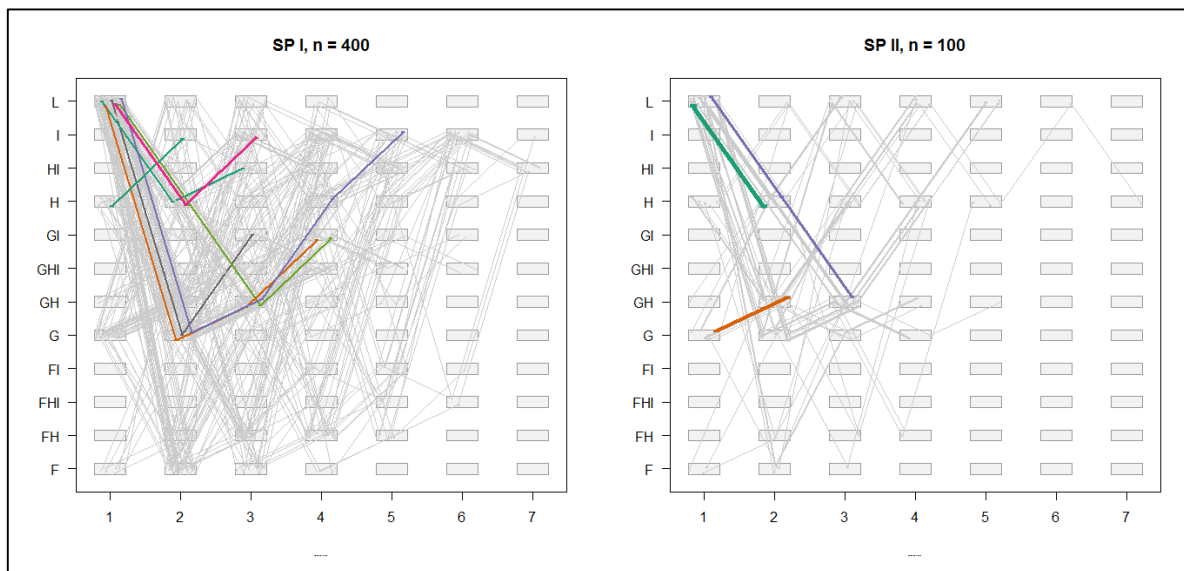 SP I, n = 400
L
I
HI
H
GI
GHI
GH
G
FI
FHI
FH
F
1 2 3 4 5 6 7
SP II, n = 100
L
I
HI
H
GI
GHI
GH
G
FI
FHI
FH
F
1 2 3 4 5 6 7